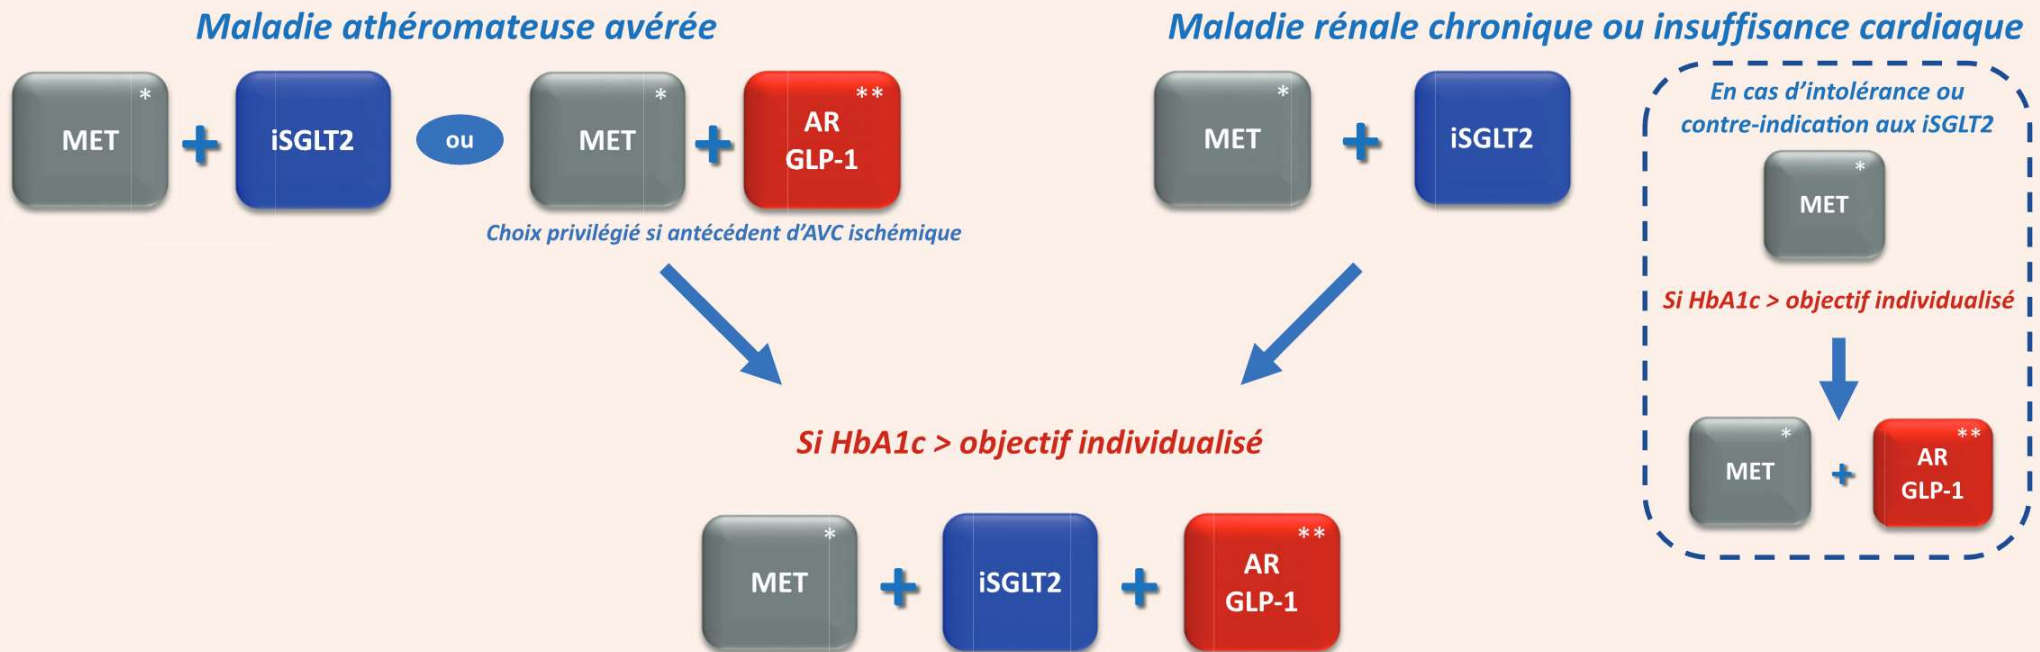 Maladie athéromateuse avérée
MET *
+
iSGLT2
ou
MET *
+
AR **
GLP-1
Choix privilégié si antécédent d’AVC ischémique
Maladie rénale chronique ou insuffisance cardiaque
MET *
+
iSGLT2
En cas d’intolérance ou
contre-indication aux iSGLT2
MET *
Si HbA1c > objectif individualisé
MET *
+
AR **
GLP-1
Si HbA1c > objectif individualisé
MET *
+
iSGLT2
+
AR **
GLP-1